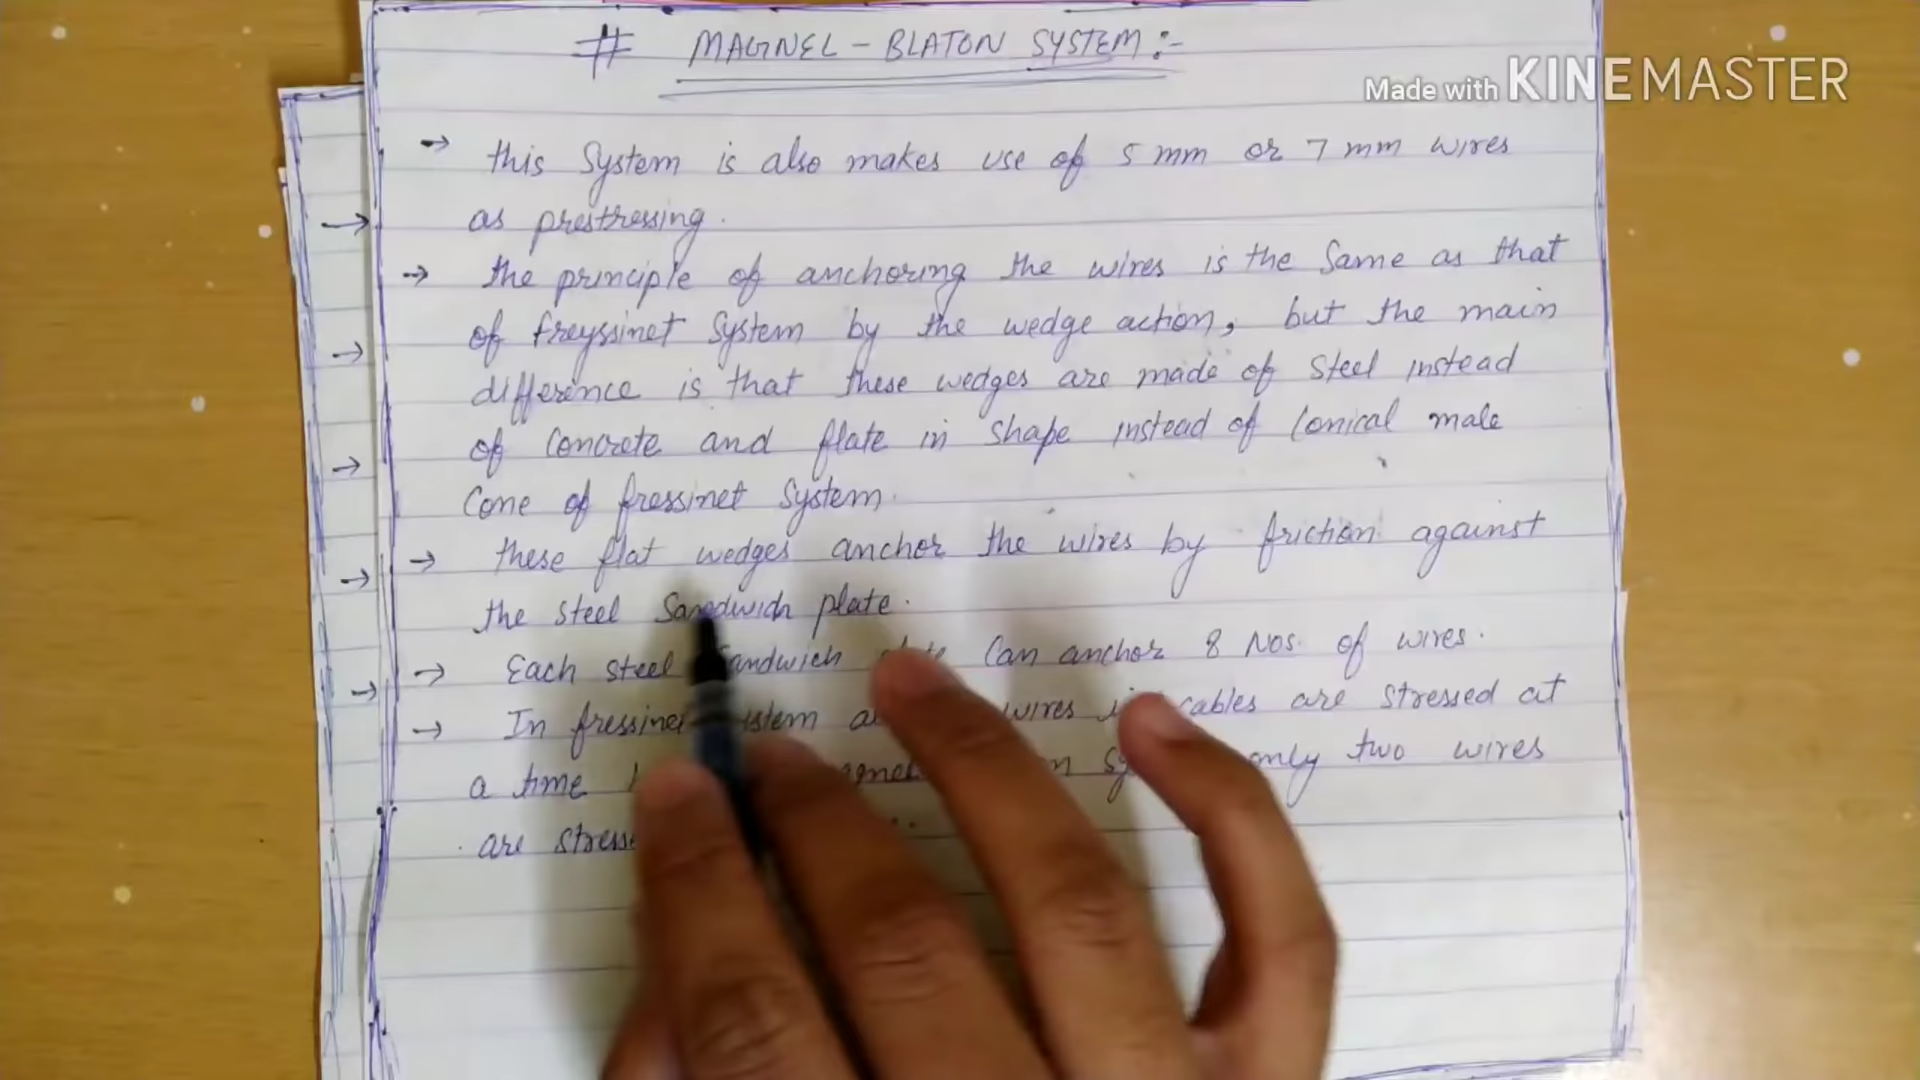 # MAGNEL - BLATON SYSTEM :-
Made with KINEMASTER
→ this System is also makes use of 5 mm or 7 mm wires
as prestressing.
→ the principle of anchoring the wires is the Same as that
of freyssinet System by the wedge action, but the main
difference is that these wedges are made of Steel instead
of Concrete and flate in shape instead of Conical male
Cone of fressinet System.
→ these flat wedges anchor the wires by friction against
the steel Sandwich plate.
→ Each steel Sandwich Can anchor 8 Nos. of wires.
→ In fressinet wires cables are stressed at
a time only two wires
are